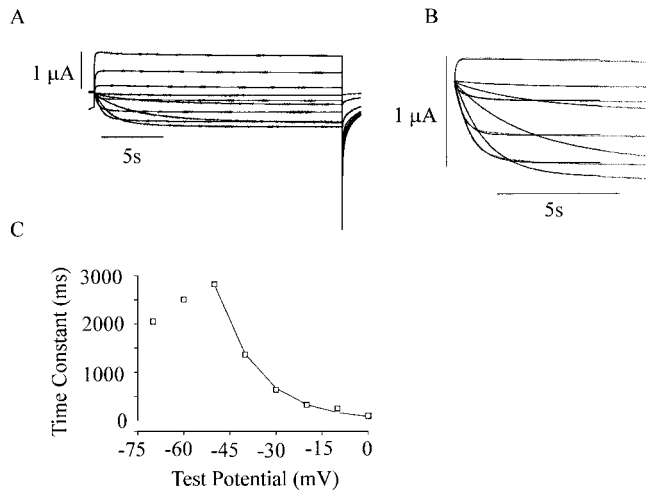 A
1 μA
5s
B
1 μA
5s
C
Time Constant (ms)
3000
2000
1000
0
-75 -60 -45 -30 -15 0
Test Potential (mV)